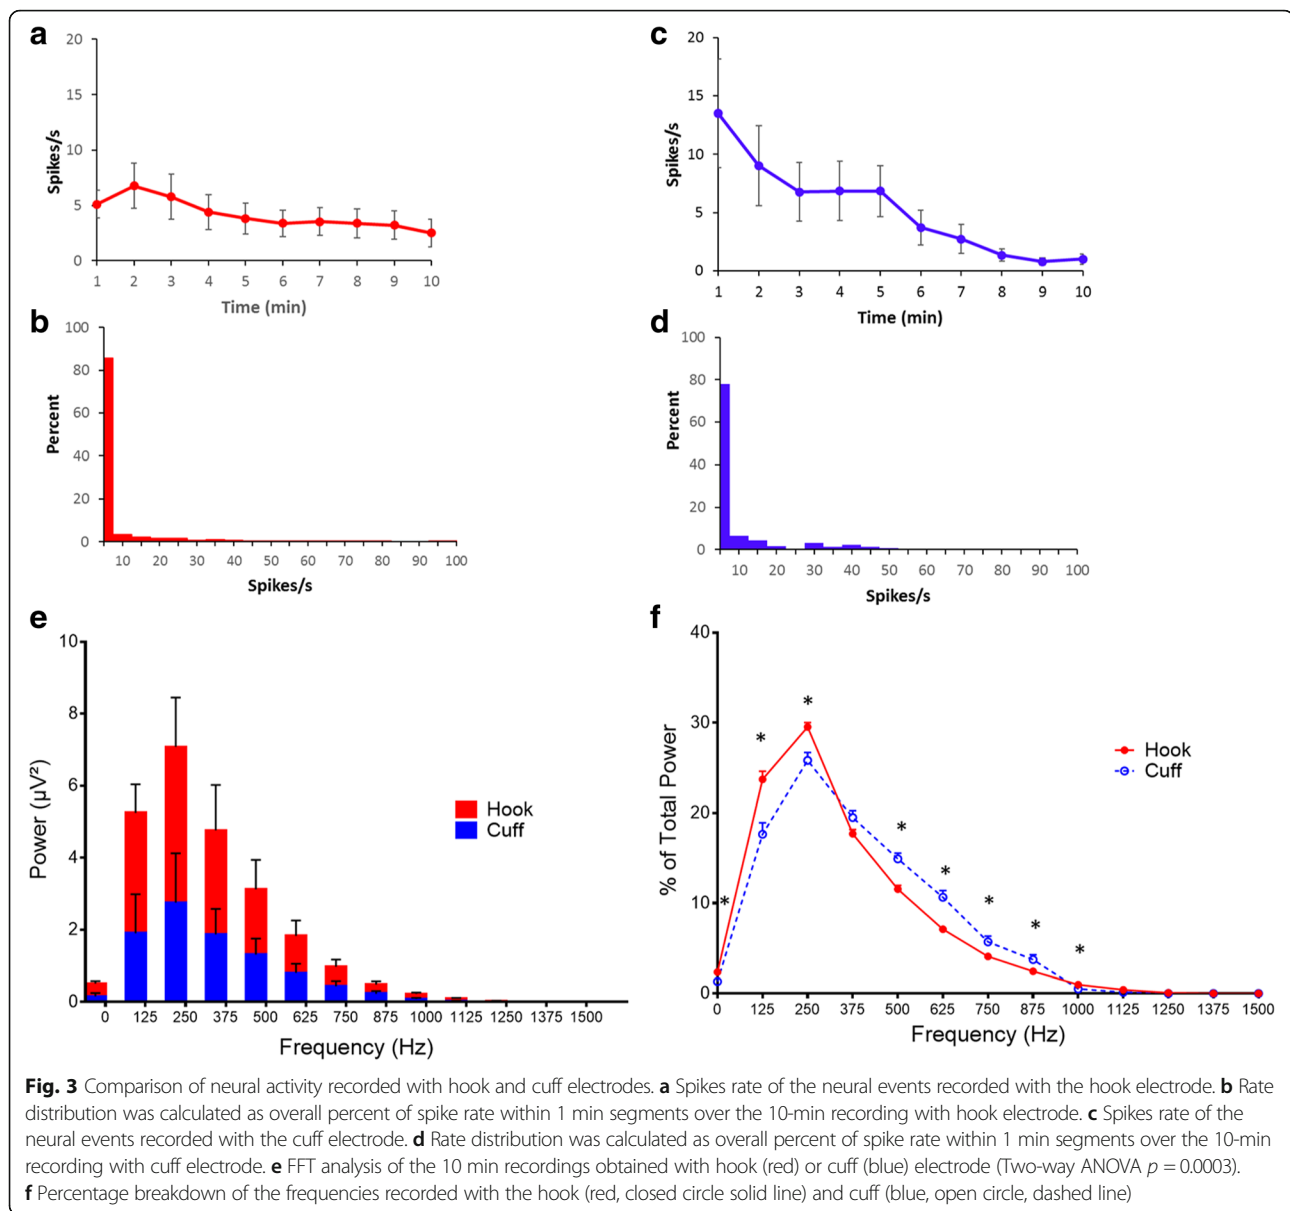 a
20
15
10
5
0
Spikes/s
1 2 3 4 5 6 7 8 9 10
Time (min)
c
20
15
10
5
0
Spikes/s
1 2 3 4 5 6 7 8 9 10
Time (min)
b
100
80
60
40
20
0
Percent
10 20 30 40 50 60 70 80 90 100
Spikes/s
d
100
80
60
40
20
0
Percent
10 20 30 40 50 60 70 80 90 100
Spikes/s
e
10
8
6
4
2
0
Power (µV²)
Hook
Cuff
0 125 250 375 500 625 750 875 1000 1125 1250 1375 1500
Frequency (Hz)
f
40
30
20
10
0
% of Total Power
* * * * * * * * *
Hook
Cuff
0 125 250 375 500 625 750 875 1000 1125 1250 1375 1500
Frequency (Hz)
Fig. 3 Comparison of neural activity recorded with hook and cuff electrodes. a Spikes rate of the neural events recorded with the hook electrode. b Rate
distribution was calculated as overall percent of spike rate within 1 min segments over the 10-min recording with hook electrode. c Spikes rate of the
neural events recorded with the cuff electrode. d Rate distribution was calculated as overall percent of spike rate within 1 min segments over the 10-min
recording with cuff electrode. e FFT analysis of the 10 min recordings obtained with hook (red) or cuff (blue) electrode (Two-way ANOVA p = 0.0003).
f Percentage breakdown of the frequencies recorded with the hook (red, closed circle solid line) and cuff (blue, open circle, dashed line)